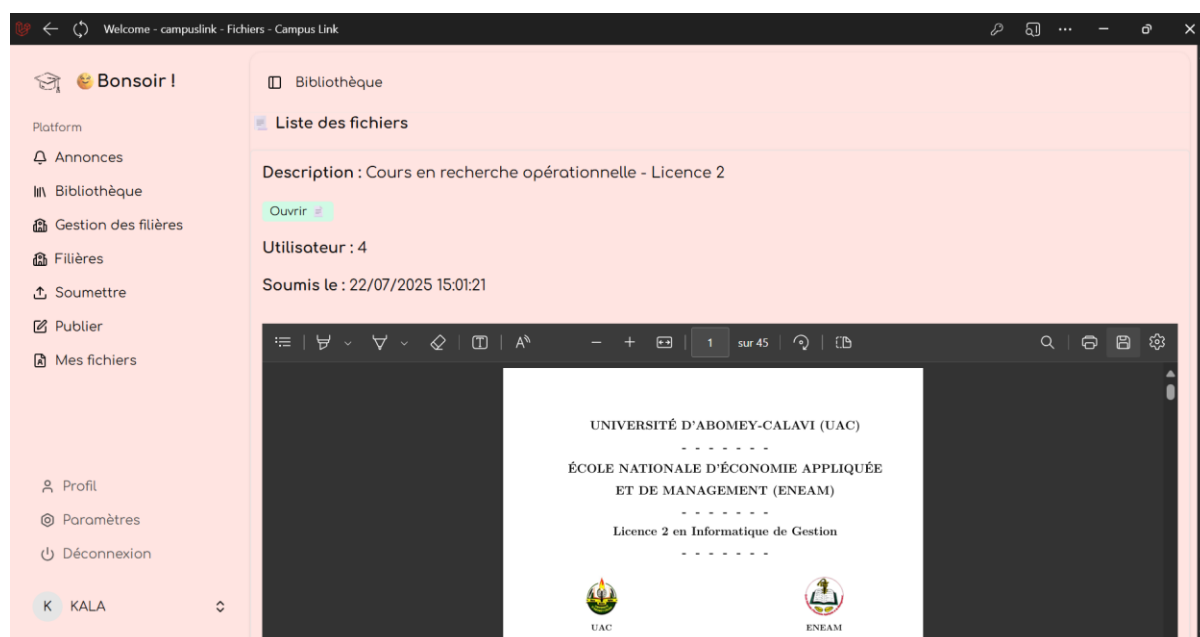 Welcome - campuslink - Fichiers - Campus Link
Bonsoir !
Platform
Annonces
Bibliothèque
Gestion des filières
Filières
Soumettre
Publier
Mes fichiers
Profil
Paramètres
Déconnexion
K KALA
Bibliothèque
Liste des fichiers
Description : Cours en recherche opérationnelle - Licence 2
Ouvrir
Utilisateur : 4
Soumis le : 22/07/2025 15:01:21
1 sur 45
UNIVERSITÉ D'ABOMEY-CALAVI (UAC)
- - - - - - -
ÉCOLE NATIONALE D'ÉCONOMIE APPLIQUÉE
ET DE MANAGEMENT (ENEAM)
- - - - - - -
Licence 2 en Informatique de Gestion
- - - - - - -
UAC ENEAM